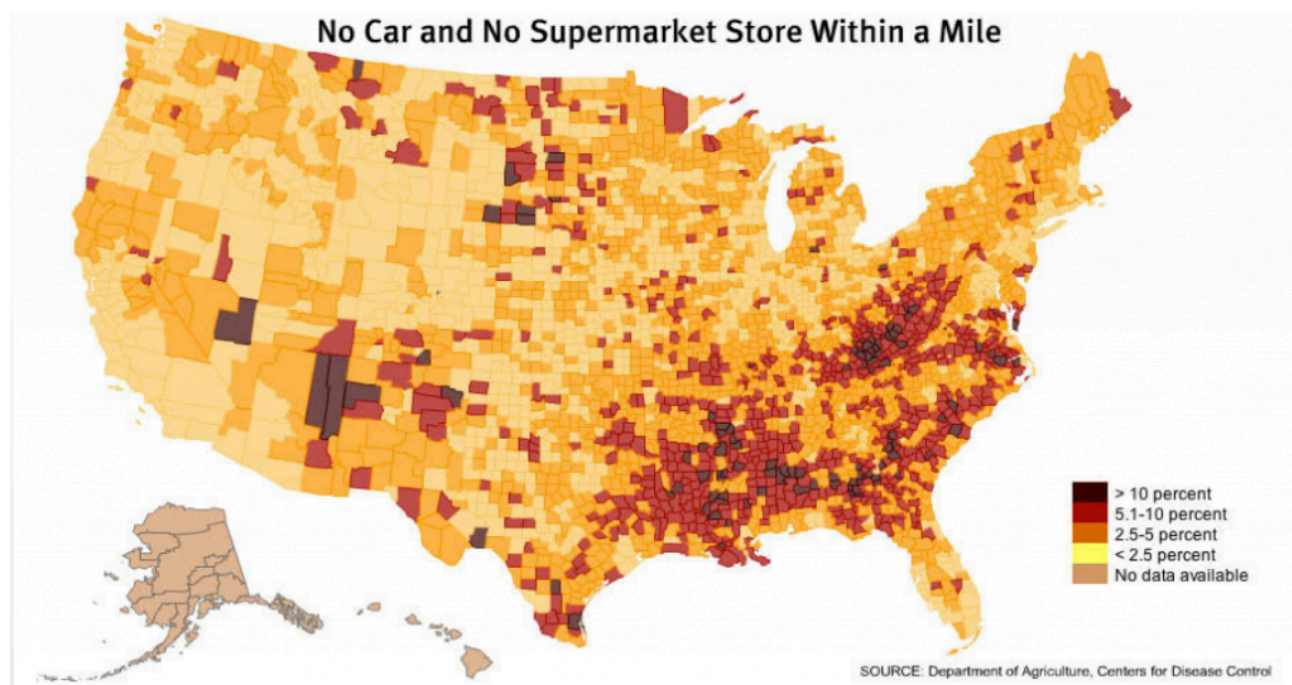 No Car and No Supermarket Store Within a Mile
> 10 percent
5.1-10 percent
2.5-5 percent
< 2.5 percent
No data available
SOURCE: Department of Agriculture, Centers for Disease Control